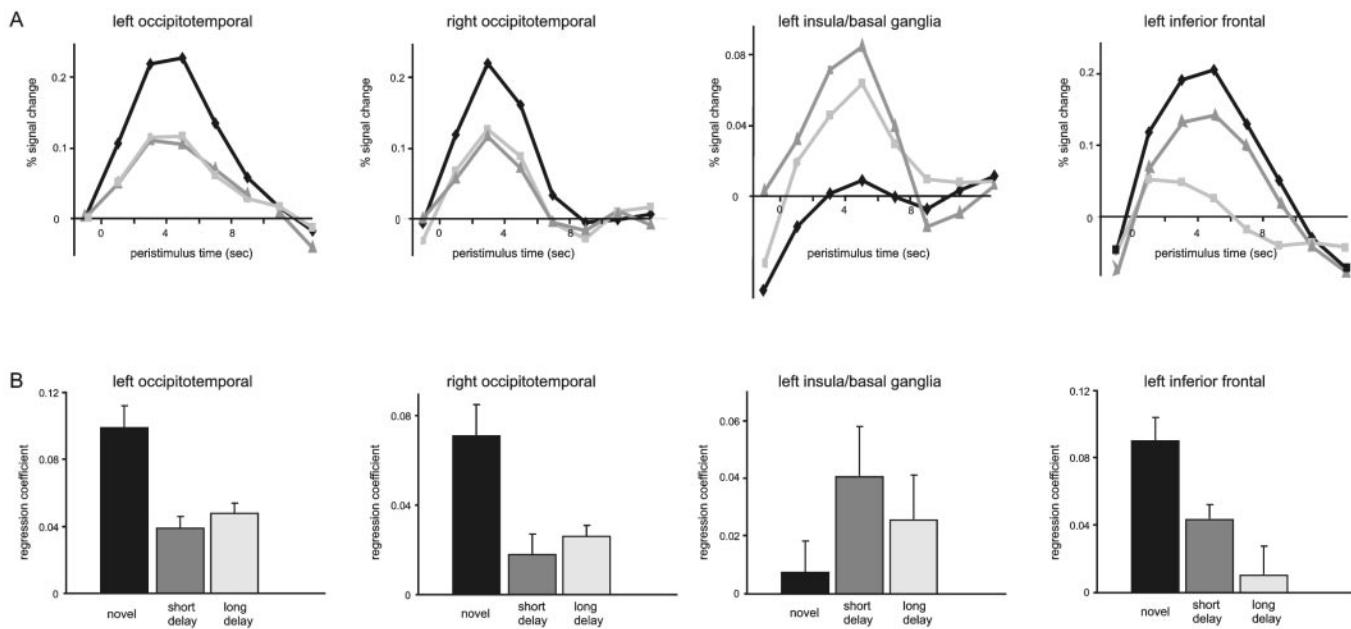 A
left occipitotemporal
% signal change
0.2
0.1
0
0 4 8
peristimulus time (sec)
right occipitotemporal
% signal change
0.2
0.1
0
0 4 8
peristimulus time (sec)
left insula/basal ganglia
% signal change
0.08
0.04
0
0 4 8
peristimulus time (sec)
left inferior frontal
% signal change
0.2
0.1
0
0 4 8
peristimulus time (sec)
B
left occipitotemporal
regression coefficient
0.12
0.08
0.04
0
novel
short
delay
long
delay
right occipitotemporal
regression coefficient
0.08
0.04
0
novel
short
delay
long
delay
left insula/basal ganglia
regression coefficient
0.06
0.04
0.02
0
novel
short
delay
long
delay
left inferior frontal
regression coefficient
0.12
0.08
0.04
0
novel
short
delay
long
delay